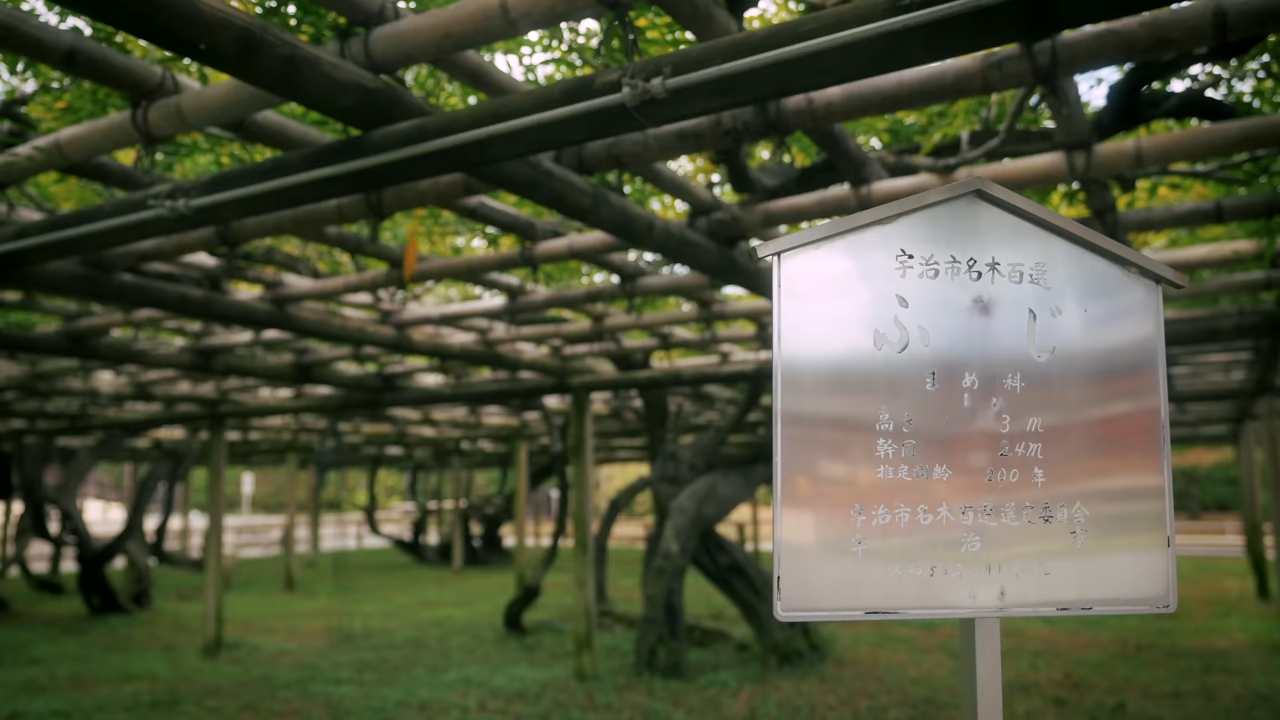 宇治市名木百選
ふじ
まめ科
高さ 3m
幹周 2.4m
推定樹齢 200年
宇治市名木百選選定委員会
宇治市